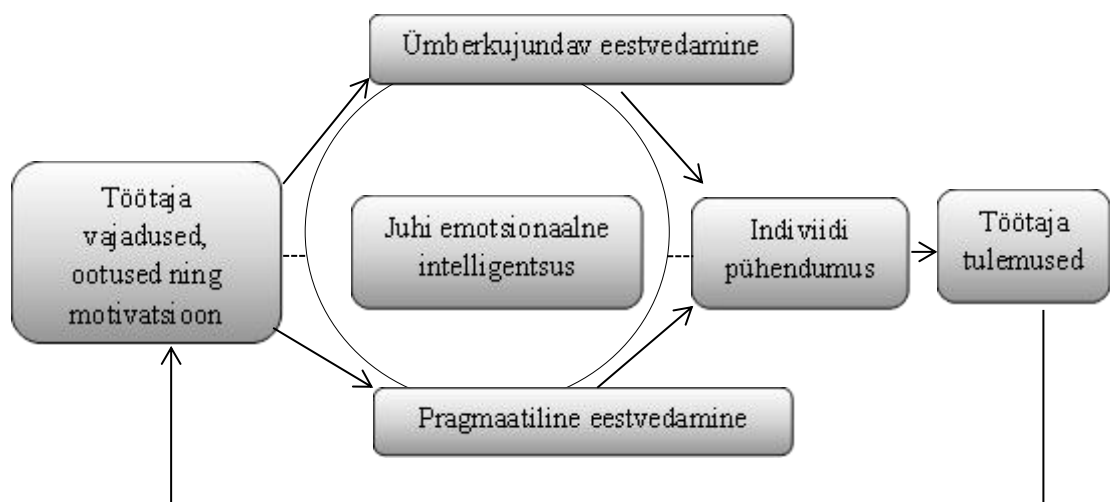 Ümberkujundav eestvedamine
Töötaja
vajadused,
ootused ning
motivatsioon
Juhi emotsionaalne
intelligentsus
Indiviidi
pühendumus
Töötaja
tulemused
Pragmaatiline eestvedamine